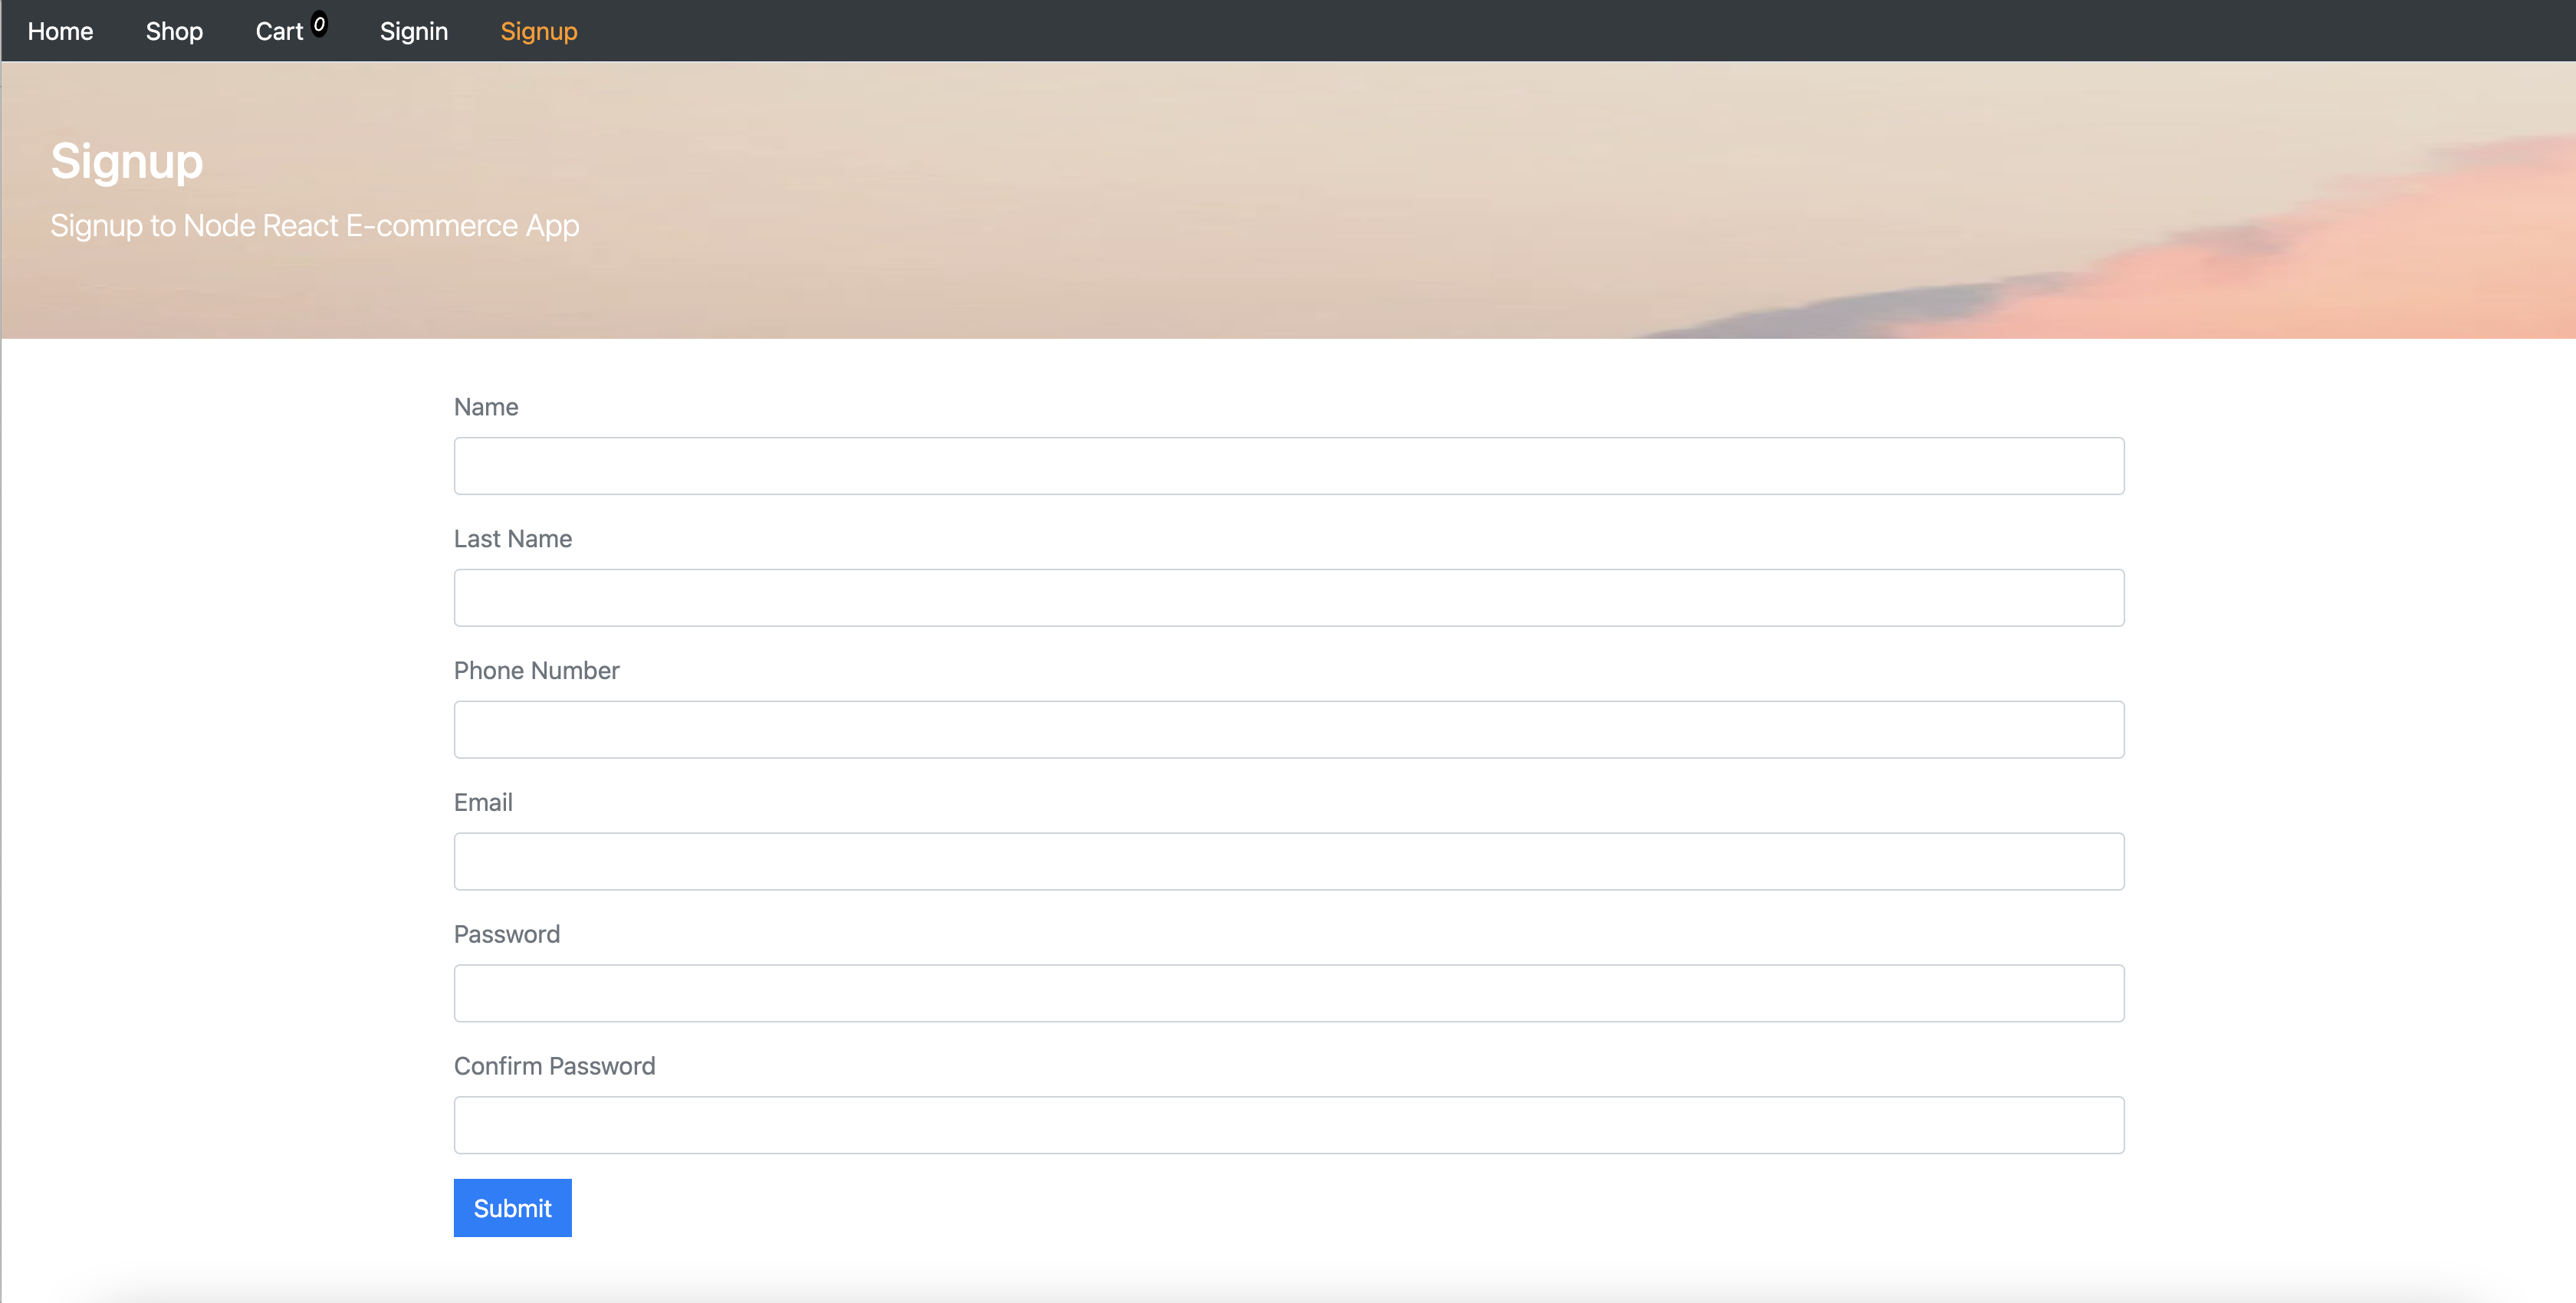 Home Shop Cart 0 Signin Signup
Signup
Signup to Node React E-commerce App
Name
Last Name
Phone Number
Email
Password
Confirm Password
Submit